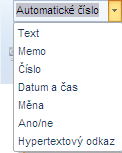 Automatické číslo
Text
Memo
Číslo
Datum a čas
Měna
Ano/ne
Hypertextový odkaz